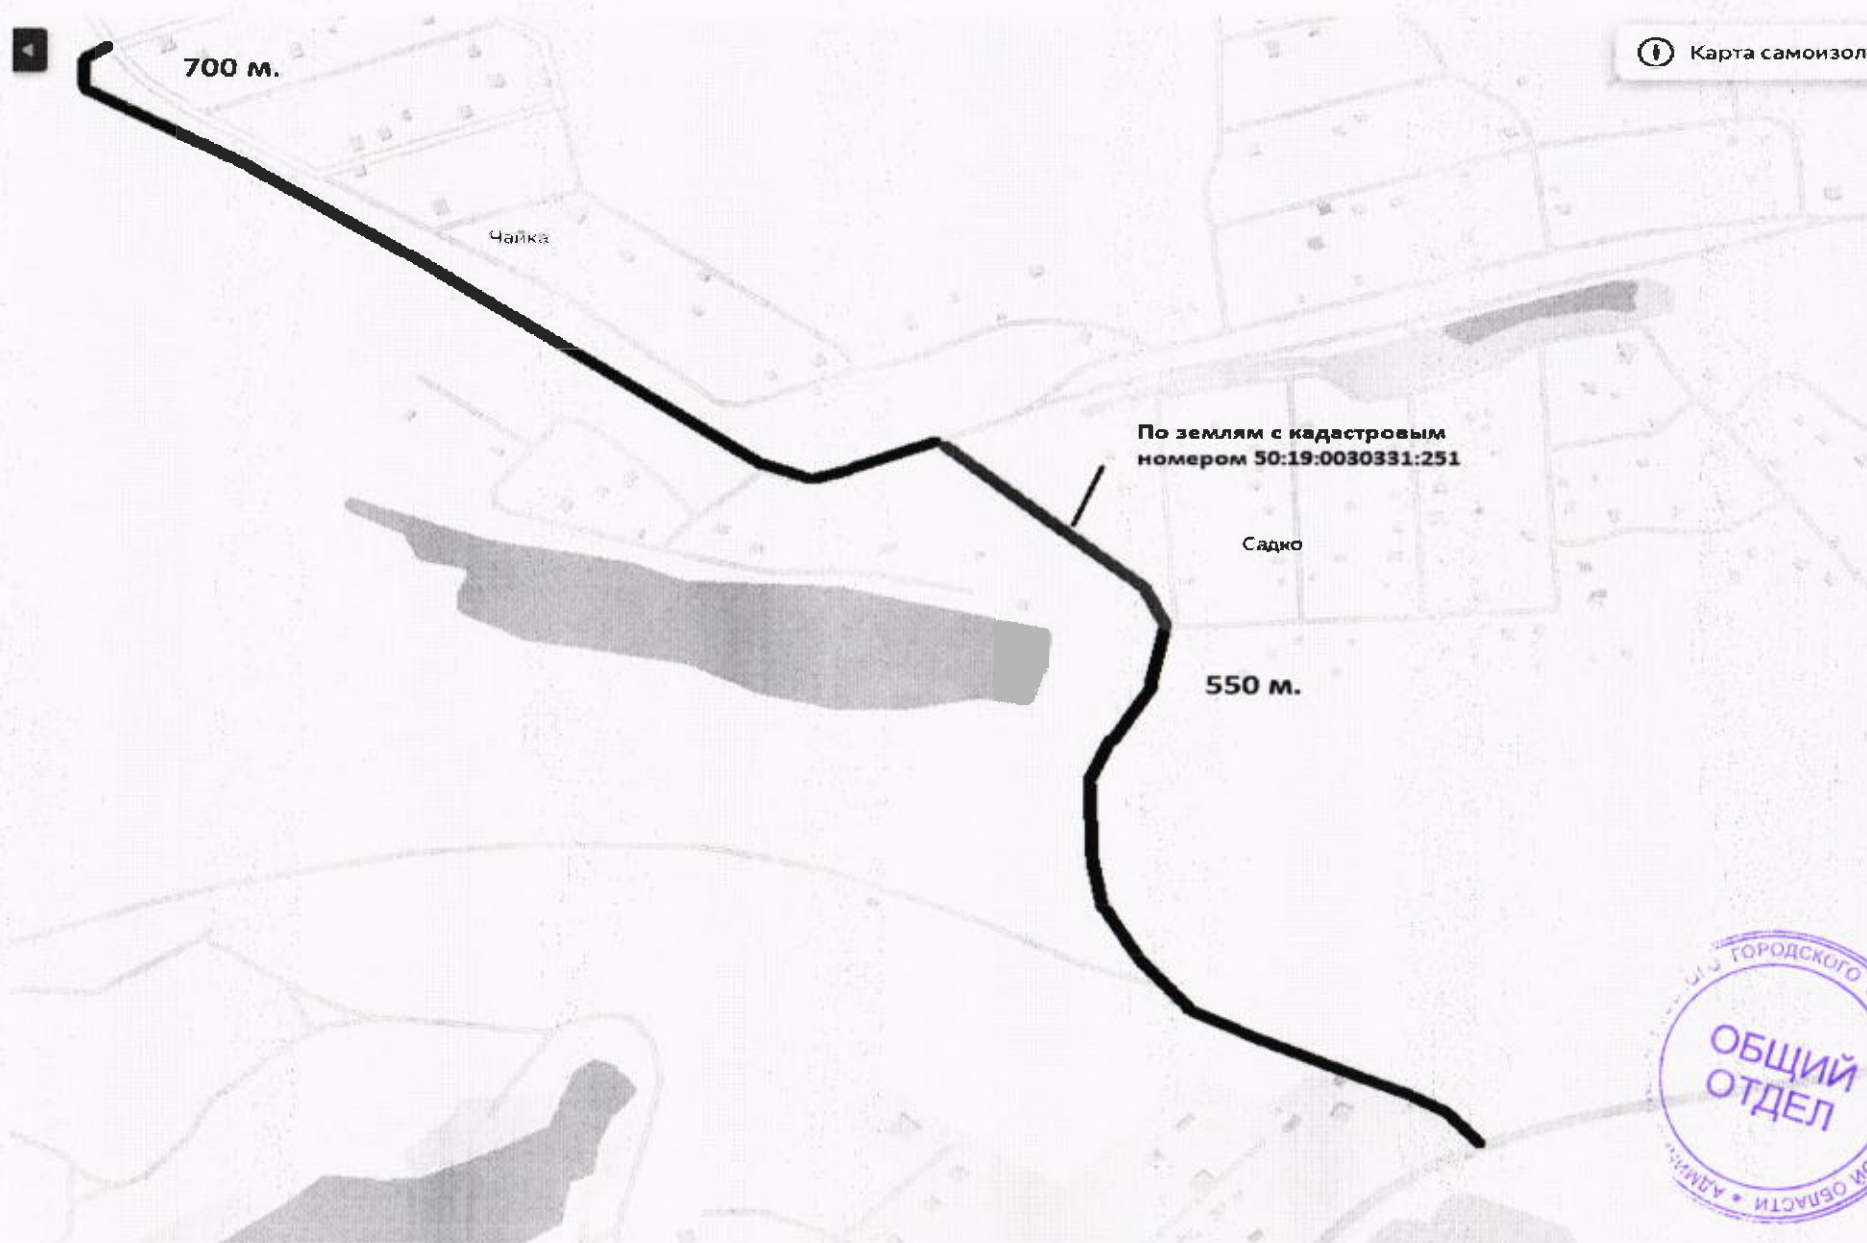 700 м.
Карта самоизол
Чайка
По землям с кадастровым
номером 50:19:0030331:251
Садко
550 м.
ГОРОДСКОГО
ОБЩИЙ
ОТДЕЛ
ОЙ ОБЛАСТИ * АДМИ